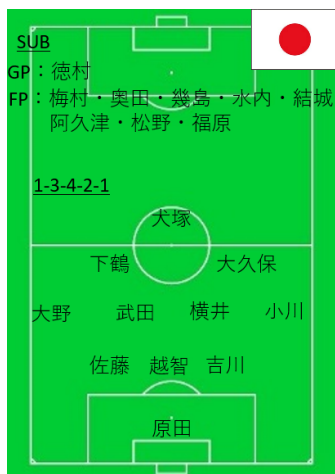 SUB
GP：徳村
FP：梅村・奥田・幾島・水内・結城
阿久津・松野・福原
1-3-4-2-1
犬塚
下鶴 大久保
大野 武田 横井 小川
佐藤 越智 吉川
原田